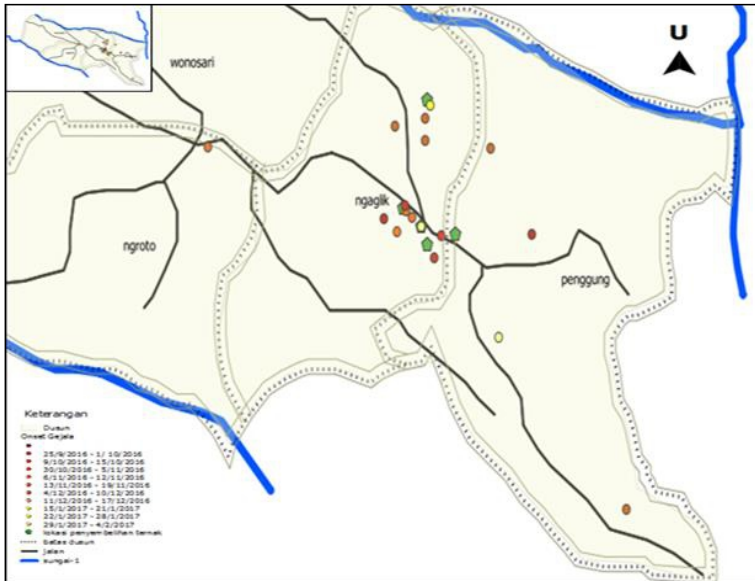 wonosari
U
ngaglik
ngroto
penggung
Keterangan
Dusun
Onset Gejala
25/9/2016 - 1/ 10/2016
9/10/2016 - 15/10/2016
30/10/2016 - 5/11/2016
6/11/2016 - 12/11/2016
13/11/2016 - 19/11/2016
4/12/2016 - 10/12/2016
11/12/2016 - 17/12/2016
15/1/2017 - 21/1/2017
22/1/2017 - 28/1/2017
29/1/2017 - 4/2/2017
lokasi penyembelihan ternak
batas dusun
jalan
sungai-1